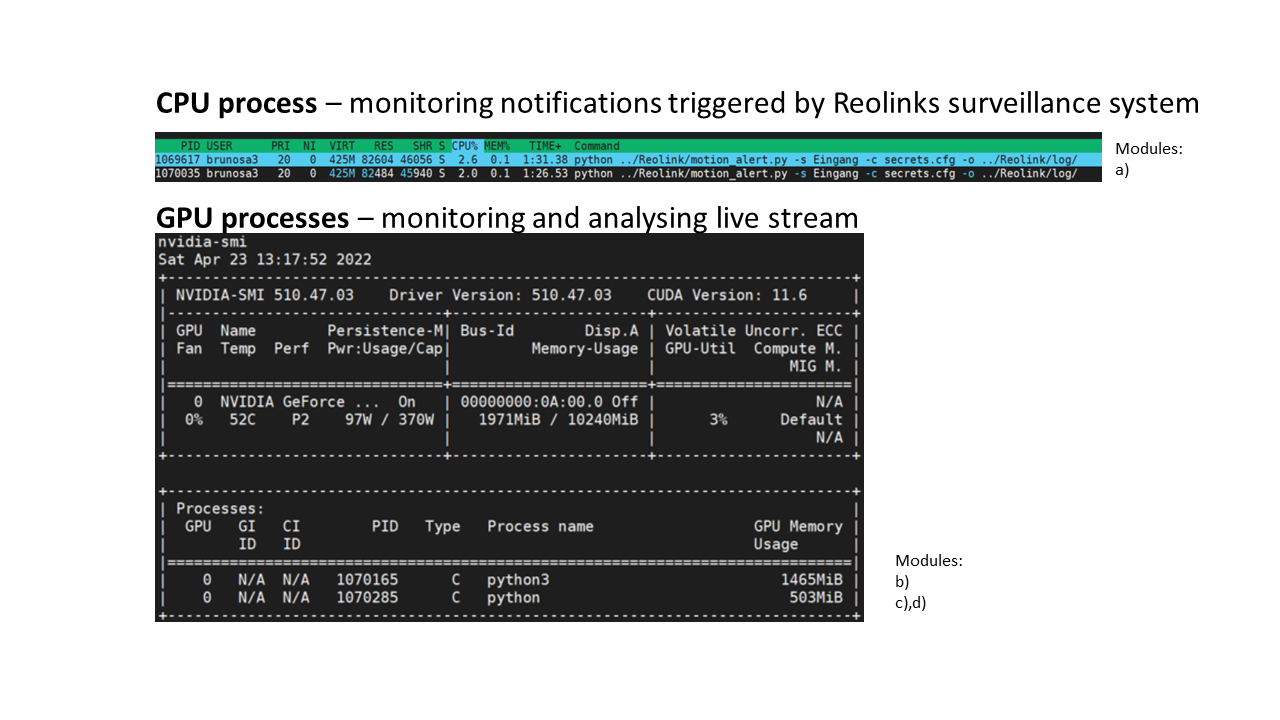 CPU process – monitoring notifications triggered by Reolinks surveillance system
PID USER PRI NI VIRT RES SHR S CPU% MEM% TIME+ Command
1069617 brunosa3 20 0 425M 82604 46056 S 2.6 0.1 1:31.38 python ../Reolink/motion_alert.py -s Eingang -c secrets.cfg -o ../Reolink/log/
1070035 brunosa3 20 0 425M 82484 45940 S 2.0 0.1 1:26.53 python ../Reolink/motion_alert.py -s Eingang -c secrets.cfg -o ../Reolink/log/
Modules:
a)
GPU processes – monitoring and analysing live stream
nvidia-smi
Sat Apr 23 13:17:52 2022
+-----------------------------------------------------------------------------+
| NVIDIA-SMI 510.47.03    Driver Version: 510.47.03    CUDA Version: 11.6     |
|-------------------------------+----------------------+----------------------+
| GPU  Name        Persistence-M| Bus-Id        Disp.A | Volatile Uncorr. ECC |
| Fan  Temp  Perf  Pwr:Usage/Cap|         Memory-Usage | GPU-Util  Compute M. |
|                               |                      |               MIG M. |
|===============================+======================+======================|
|   0  NVIDIA GeForce ...  On   | 00000000:0A:00.0 Off |                  N/A |
|  0%   52C    P2    97W / 370W |   1971MiB / 10240MiB |      3%      Default |
|                               |                      |                  N/A |
+-------------------------------+----------------------+----------------------+
+-----------------------------------------------------------------------------+
| Processes:                                                                  |
|  GPU   GI   CI        PID   Type   Process name                  GPU Memory |
|        ID   ID                                                   Usage      |
|=============================================================================|
|    0   N/A  N/A   1070165      C   python3                          1465MiB |
|    0   N/A  N/A   1070285      C   python                            503MiB |
+-----------------------------------------------------------------------------+
Modules:
b)
c),d)